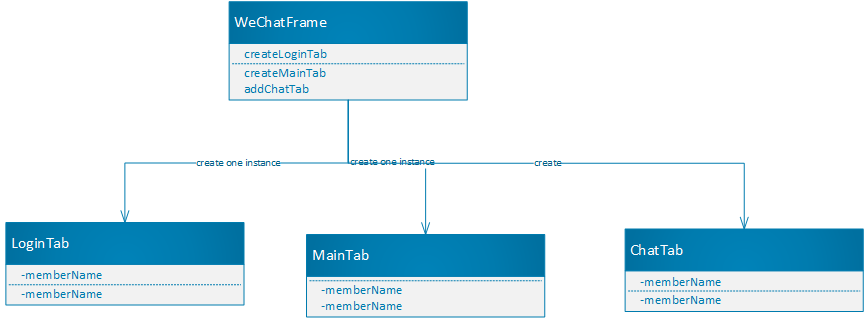 WeChatFrame
createLoginTab
createMainTab
addChatTab
create one instance
create one instance
create
LoginTab
-memberName
-memberName
MainTab
-memberName
-memberName
ChatTab
-memberName
-memberName